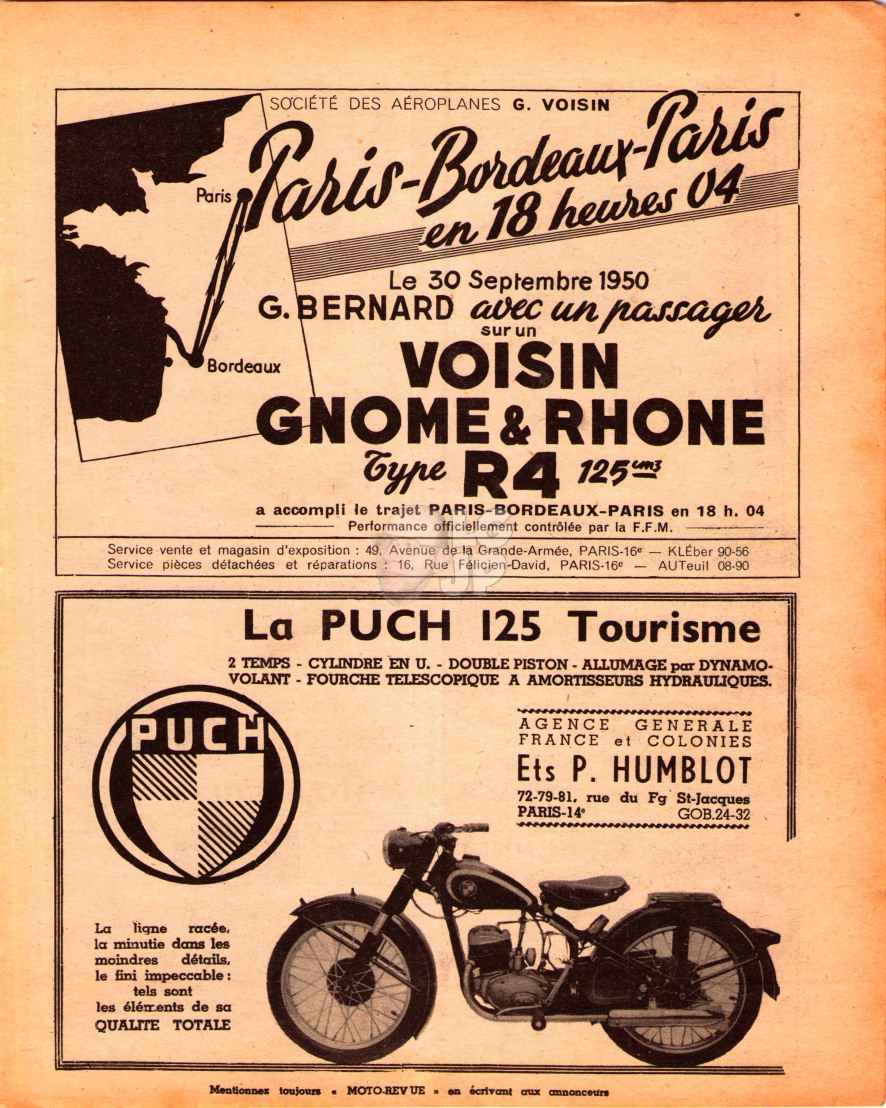 SOCIÉTÉ DES AÉROPLANES G. VOISIN
Paris-Bordeaux-Paris
en 18 heures 04
Paris
Bordeaux
Le 30 Septembre 1950
G. BERNARD avec un passager
sur un
VOISIN
GNOME & RHONE
Type R4 125 cm3
a accompli le trajet PARIS-BORDEAUX-PARIS en 18 h. 04
Performance officiellement contrôlée par la F.F.M.
Service vente et magasin d'exposition : 49, Avenue de la Grande-Armée, PARIS-16e — KLÉber 90-56
Service pièces détachées et réparations : 16, Rue Félicien-David, PARIS-16e — AUTeuil 08-90
La PUCH 125 Tourisme
2 TEMPS - CYLINDRE EN U. - DOUBLE PISTON - ALLUMAGE par DYNAMO-
VOLANT - FOURCHE TELESCOPIQUE A AMORTISSEURS HYDRAULIQUES.
PUCH
AGENCE GENERALE
FRANCE et COLONIES
Ets P. HUMBLOT
72-79-81, rue du Fg St-Jacques
PARIS-14e GOB.24-32
La ligne racée,
la minutie dans les
moindres détails,
le fini impeccable :
tels sont
les éléments de sa
QUALITE TOTALE
Mentionnez toujours « MOTO-REVUE » en écrivant aux annonceurs